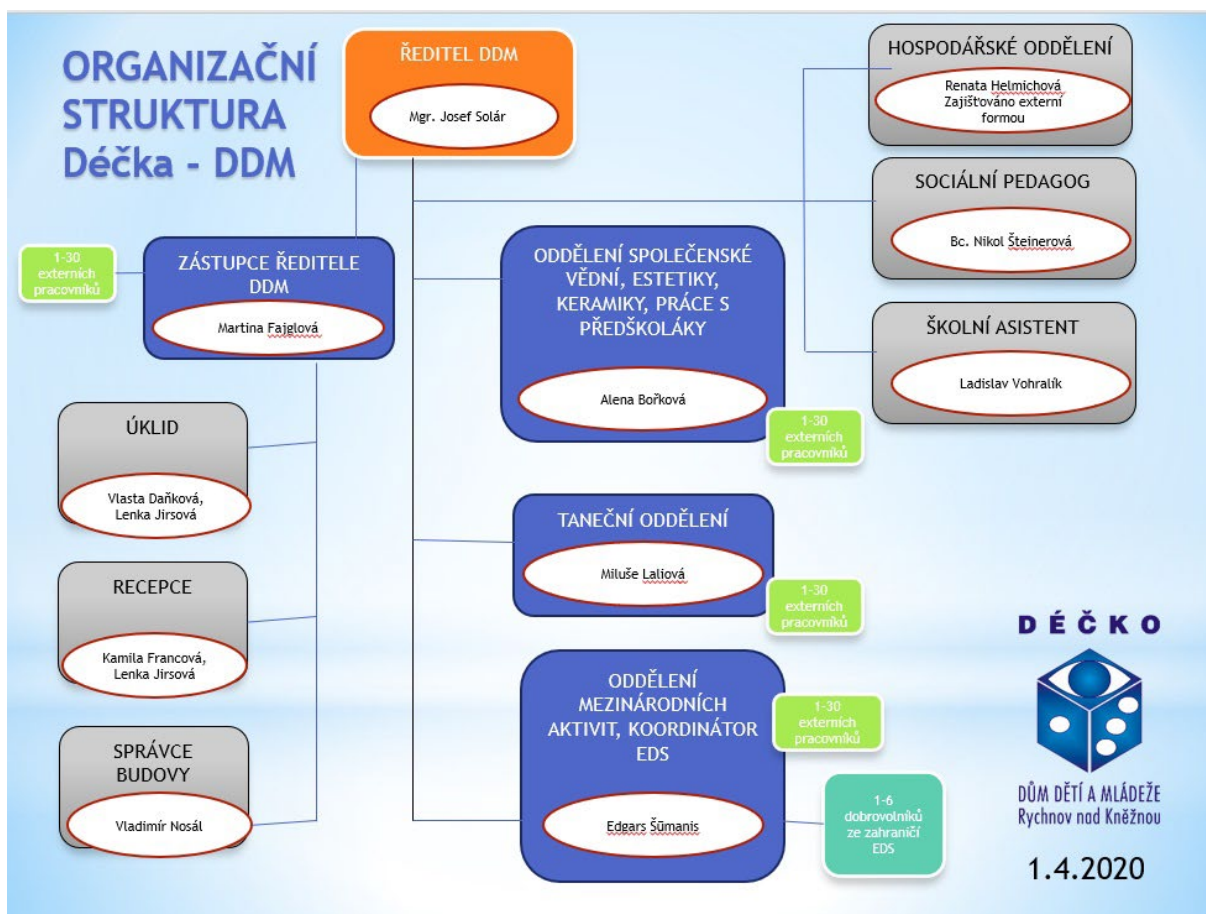 ORGANIZAČNÍ
STRUKTURA
Déčka - DDM
ŘEDITEL DDM
Mgr. Josef Solár
HOSPODÁŘSKÉ ODDĚLENÍ
Renata Helmichová
Zajišťováno externí
formou
SOCIÁLNÍ PEDAGOG
Bc. Nikol Šteinerová
ŠKOLNÍ ASISTENT
Ladislav Vohralík
1-30
externích
pracovníků
ZÁSTUPCE ŘEDITELE
DDM
Martina Fajglová
ODDĚLENÍ SPOLEČENSKÉ
VĚDNÍ, ESTETIKY,
KERAMIKY, PRÁCE S
PŘEDŠKOLÁKY
Alena Bořková
1-30
externích
pracovníků
ÚKLID
Vlasta Daňková,
Lenka Jirsová
TANEČNÍ ODDĚLENÍ
Miluše Laliová
1-30
externích
pracovníků
RECEPCE
Kamila Francová,
Lenka Jirsová
ODDĚLENÍ
MEZINÁRODNÍCH
AKTIVIT, KOORDINÁTOR
EDS
Edgars Šūmanis
1-30
externích
pracovníků
1-6
dobrovolníků
ze zahraničí
EDS
SPRÁVCE
BUDOVY
Vladimír Nosál
DÉČKO
DŮM DĚTÍ A MLÁDEŽE
Rychnov nad Kněžnou
1.4.2020